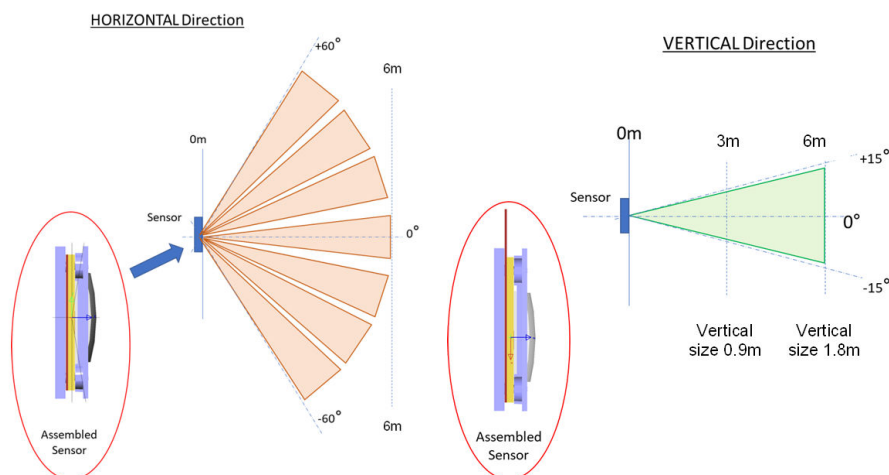 HORIZONTAL Direction
+60°
6m
0m
Sensor
0°
-60°
6m
Assembled
Sensor
VERTICAL Direction
0m
3m
6m
+15°
Sensor
0°
-15°
Vertical
size 0.9m
Vertical
size 1.8m
Assembled
Sensor